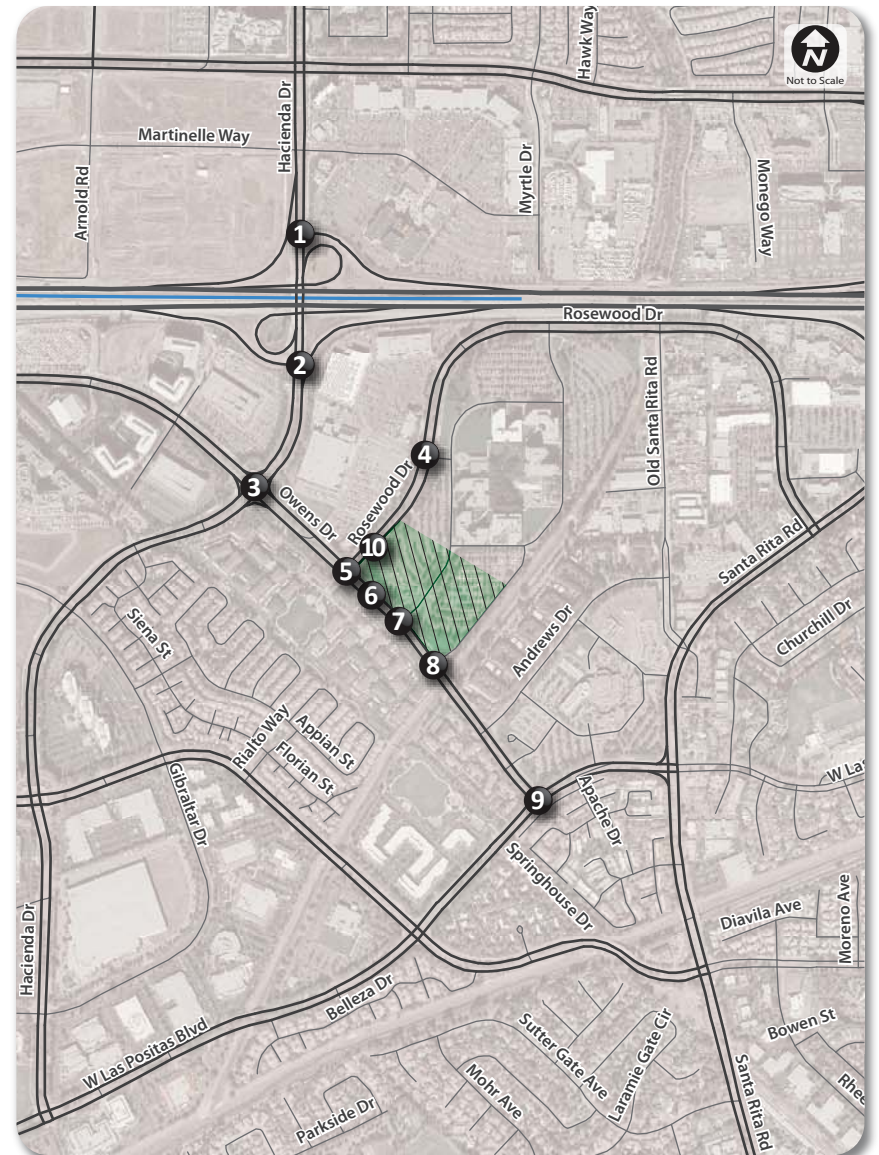 Hawk Way
N
Not to Scale
Hacienda Dr
Martinelle Way
Myrtle Dr
Arnold Rd
Monego Way
1
Rosewood Dr
2
Old Santa Rita Rd
4
3
Owens Dr
Rosewood Dr
10
5
6
7
8
Santa Rita Rd
Churchill Dr
Andrews Dr
Siena St
Rialto Way
Appian St
Florian St
Gibraltar Dr
W Las
9
Apache Dr
Springhouse Dr
Diavila Ave
Moreno Ave
Hacienda Dr
Belleza Dr
W Las Positas Blvd
Sutter Gate Ave
Laramie Gate Cir
Bowen St
Mohr Ave
Parkside Dr
Santa Rita Rd
Rhee